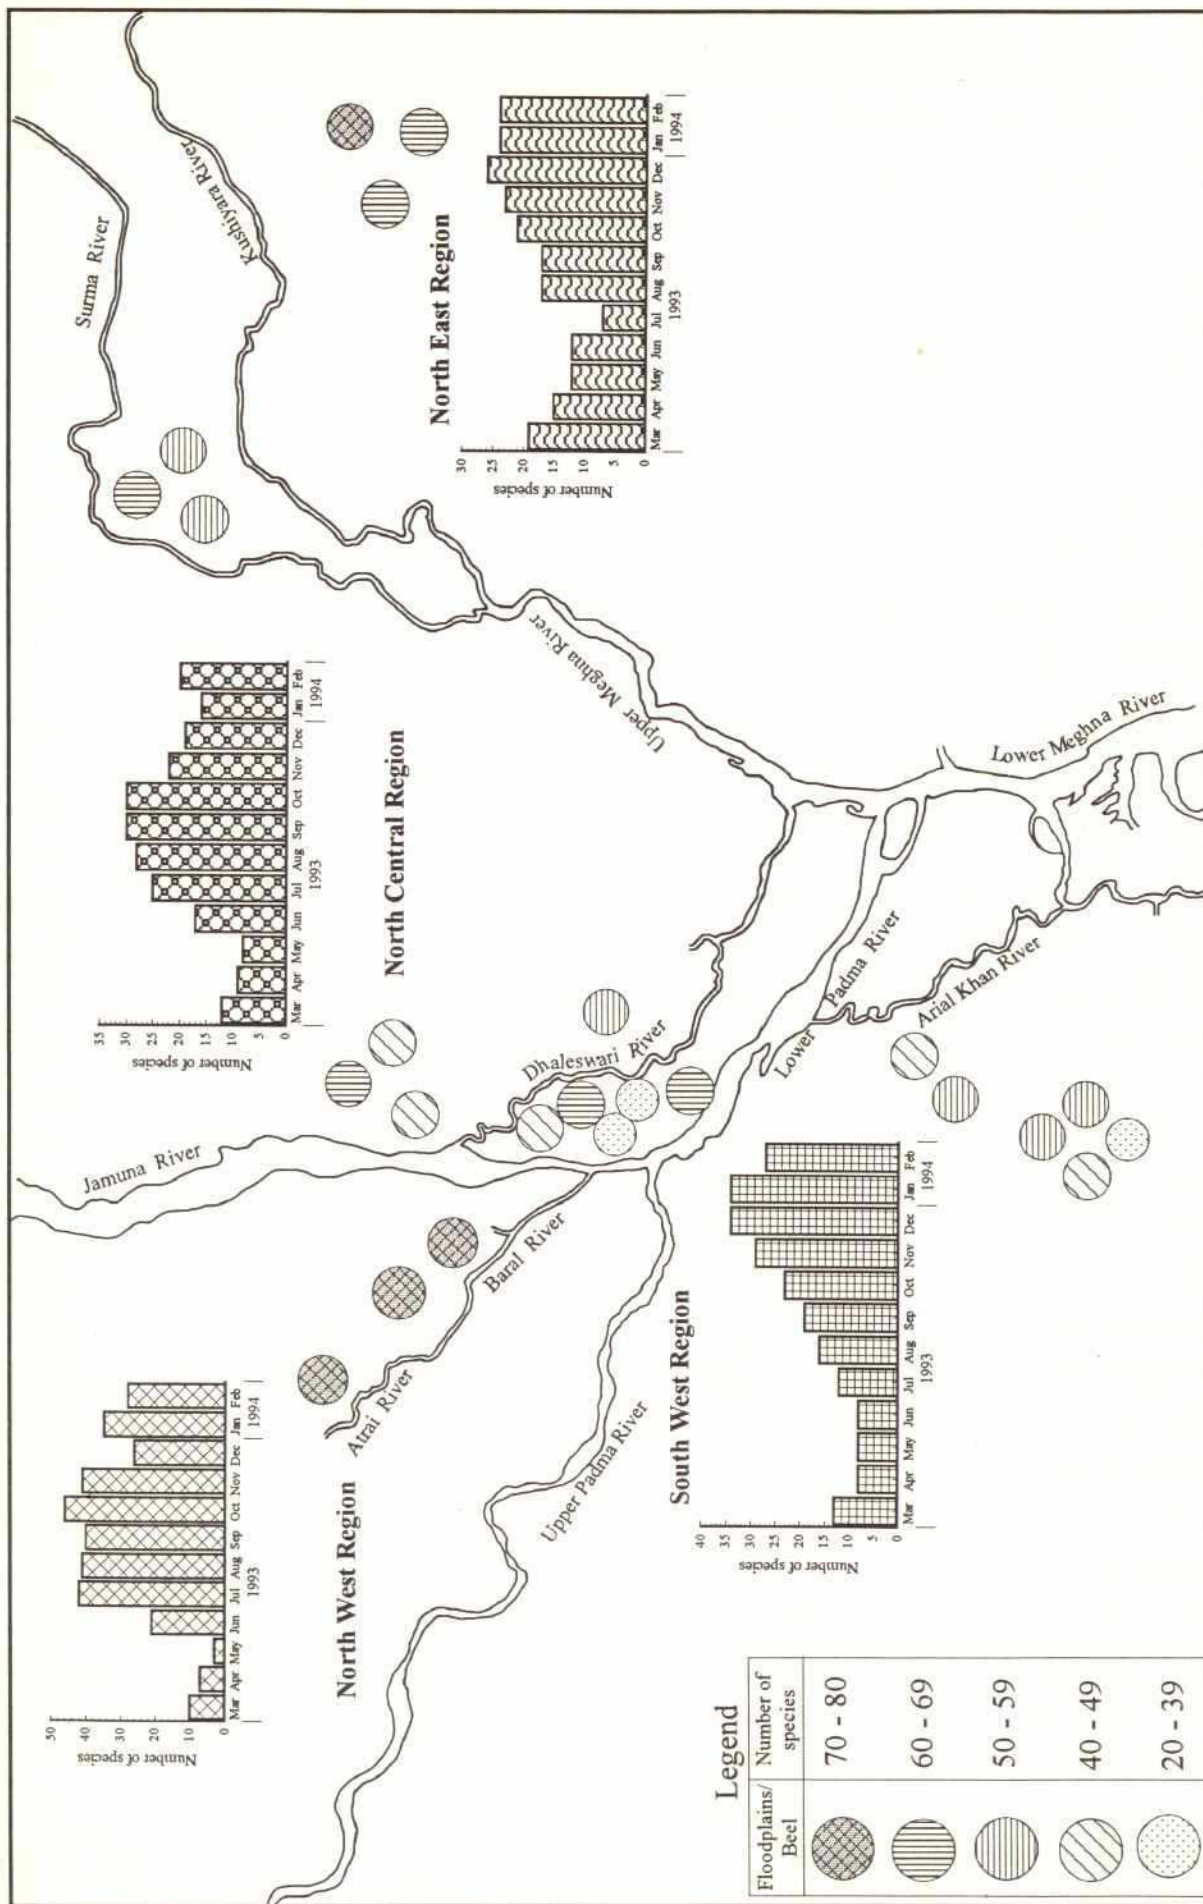 Surma River
Kushiyara River
Jamuna River
Atrai River
Baral River
Dhaleswari River
Upper Padma River
Lower Padma River
Arial Khan River
Upper Meghna River
Lower Meghna River
North West Region
Number of species
50
40
30
20
10
0
Mar Apr May Jun Jul Aug Sep Oct Nov Dec Jan Feb
1993 1994
North Central Region
Number of species
35
30
25
20
15
10
5
0
Mar Apr May Jun Jul Aug Sep Oct Nov Dec Jan Feb
1993 1994
North East Region
Number of species
30
25
20
15
10
5
0
Mar Apr May Jun Jul Aug Sep Oct Nov Dec Jan Feb
1993 1994
South West Region
Number of species
40
35
30
25
20
15
10
5
0
Mar Apr May Jun Jul Aug Sep Oct Nov Dec Jan Feb
1993 1994
Legend
Floodplains/
Beel
Number of
species
70 - 80
60 - 69
50 - 59
40 - 49
20 - 39